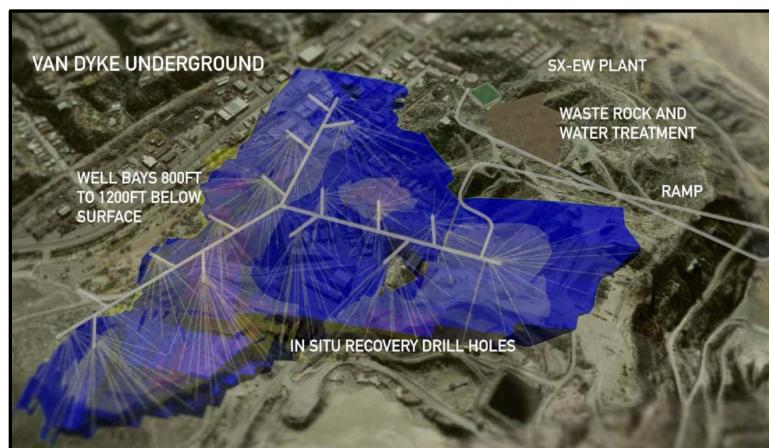 VAN DYKE UNDERGROUND
SX-EW PLANT
WASTE ROCK AND
WATER TREATMENT
WELL BAYS 800FT
TO 1200FT BELOW
SURFACE
RAMP
IN SITU RECOVERY DRILL HOLES